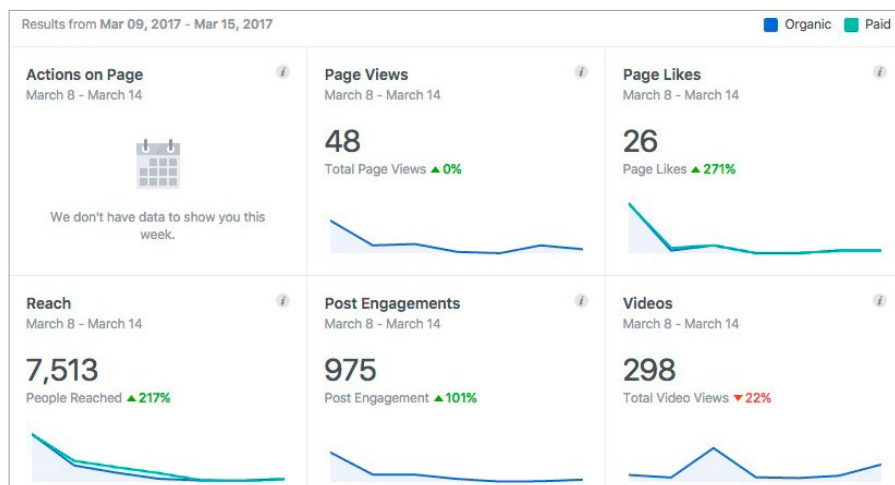 Results from Mar 09, 2017 - Mar 15, 2017
Organic Paid
Actions on Page
March 8 - March 14
We don't have data to show you this
week.
Page Views
March 8 - March 14
48
Total Page Views ▲ 0%
Page Likes
March 8 - March 14
26
Page Likes ▲ 271%
Reach
March 8 - March 14
7,513
People Reached ▲ 217%
Post Engagements
March 8 - March 14
975
Post Engagement ▲ 101%
Videos
March 8 - March 14
298
Total Video Views ▼ 22%